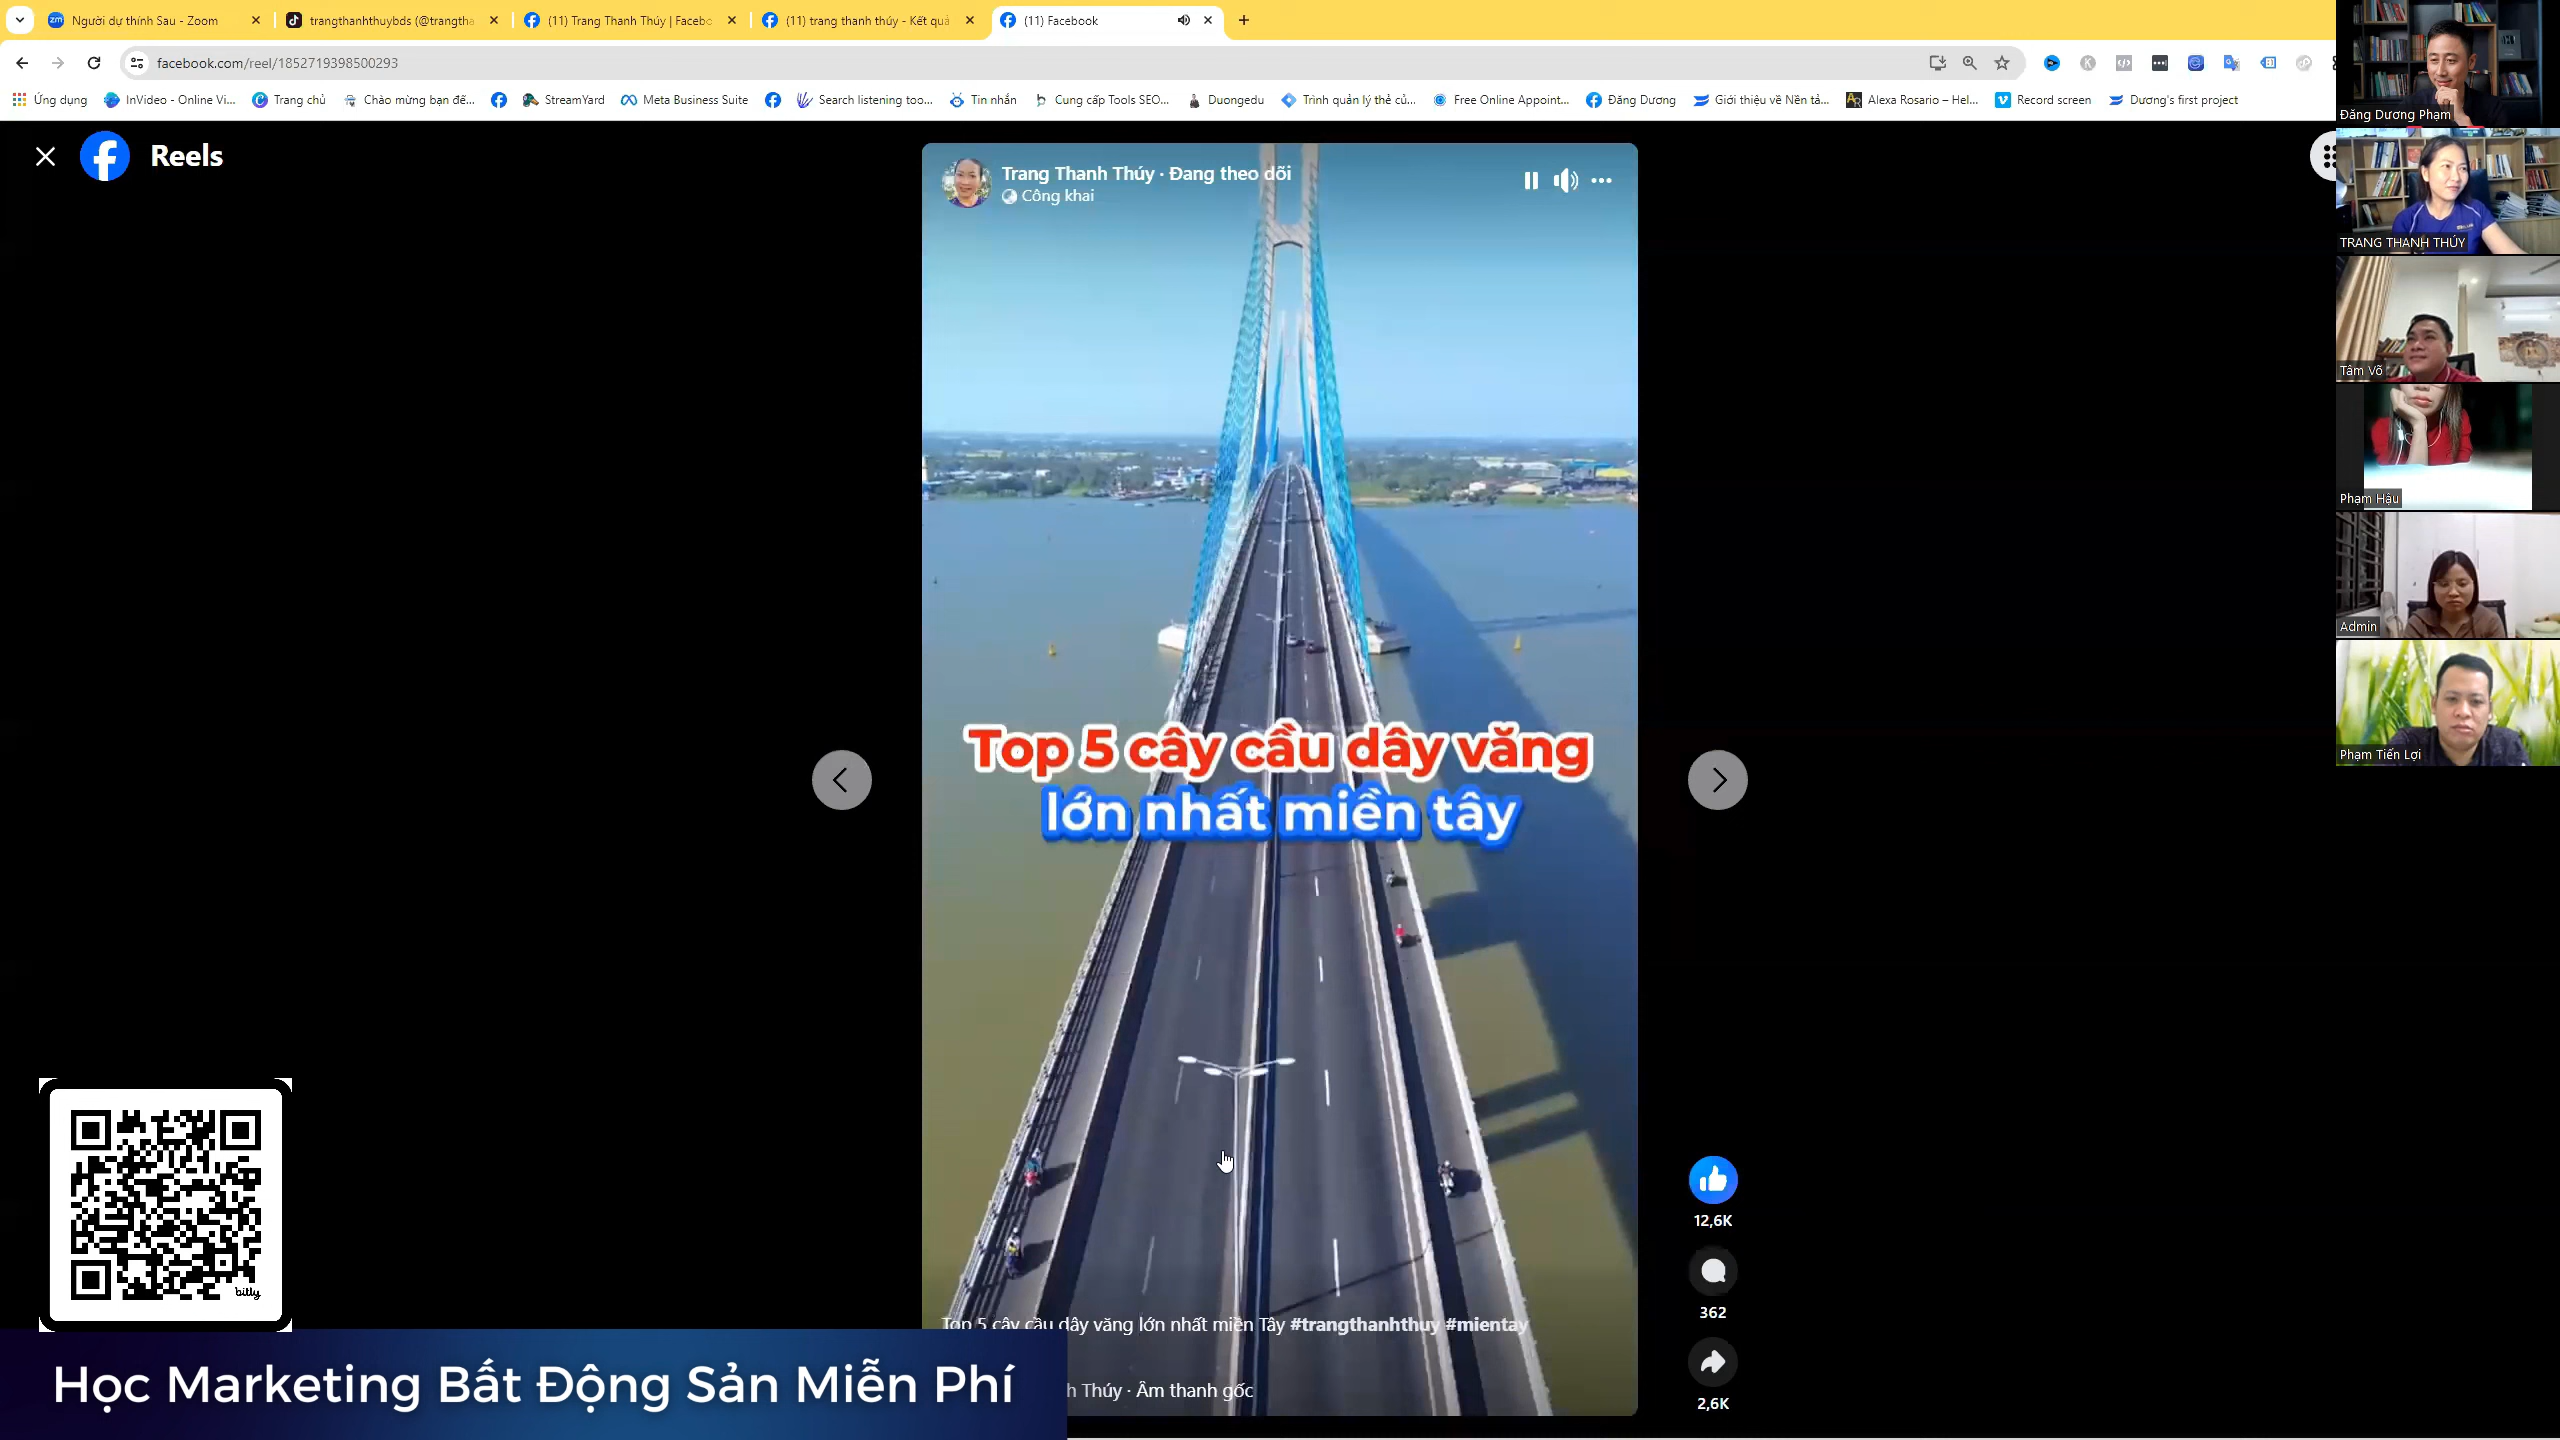 Người dự thính Sau - Zoom
trangthanhthuybds (@trangtha
(11) Trang Thanh Thúy | Facebo
(11) trang thanh thúy - Kết quả
(11) Facebook
facebook.com/reel/1852719398500293
Ứng dụng
InVideo - Online Vi...
Trang chủ
Chào mừng bạn đế...
StreamYard
Meta Business Suite
Search listening too...
Tin nhắn
Cung cấp Tools SEO...
Duongedu
Trình quản lý thẻ củ...
Free Online Appoint...
Đăng Dương
Giới thiệu về Nền tả...
Alexa Rosario – Hel...
Record screen
Dương's first project
Reels
Trang Thanh Thúy · Đang theo dõi
Công khai
Top 5 cây cầu dây văng
lớn nhất miền tây
12,6K
362
2,6K
Top 5 cây cầu dây văng lớn nhất miền Tây #trangthanhthuy #mientay
h Thúy · Âm thanh gốc
bitly
Học Marketing Bất Động Sản Miễn Phí
Đăng Dương Phạm
TRANG THANH THÚY
Tâm Võ
Phạm Hậu
Admin
Phạm Tiến Lợi